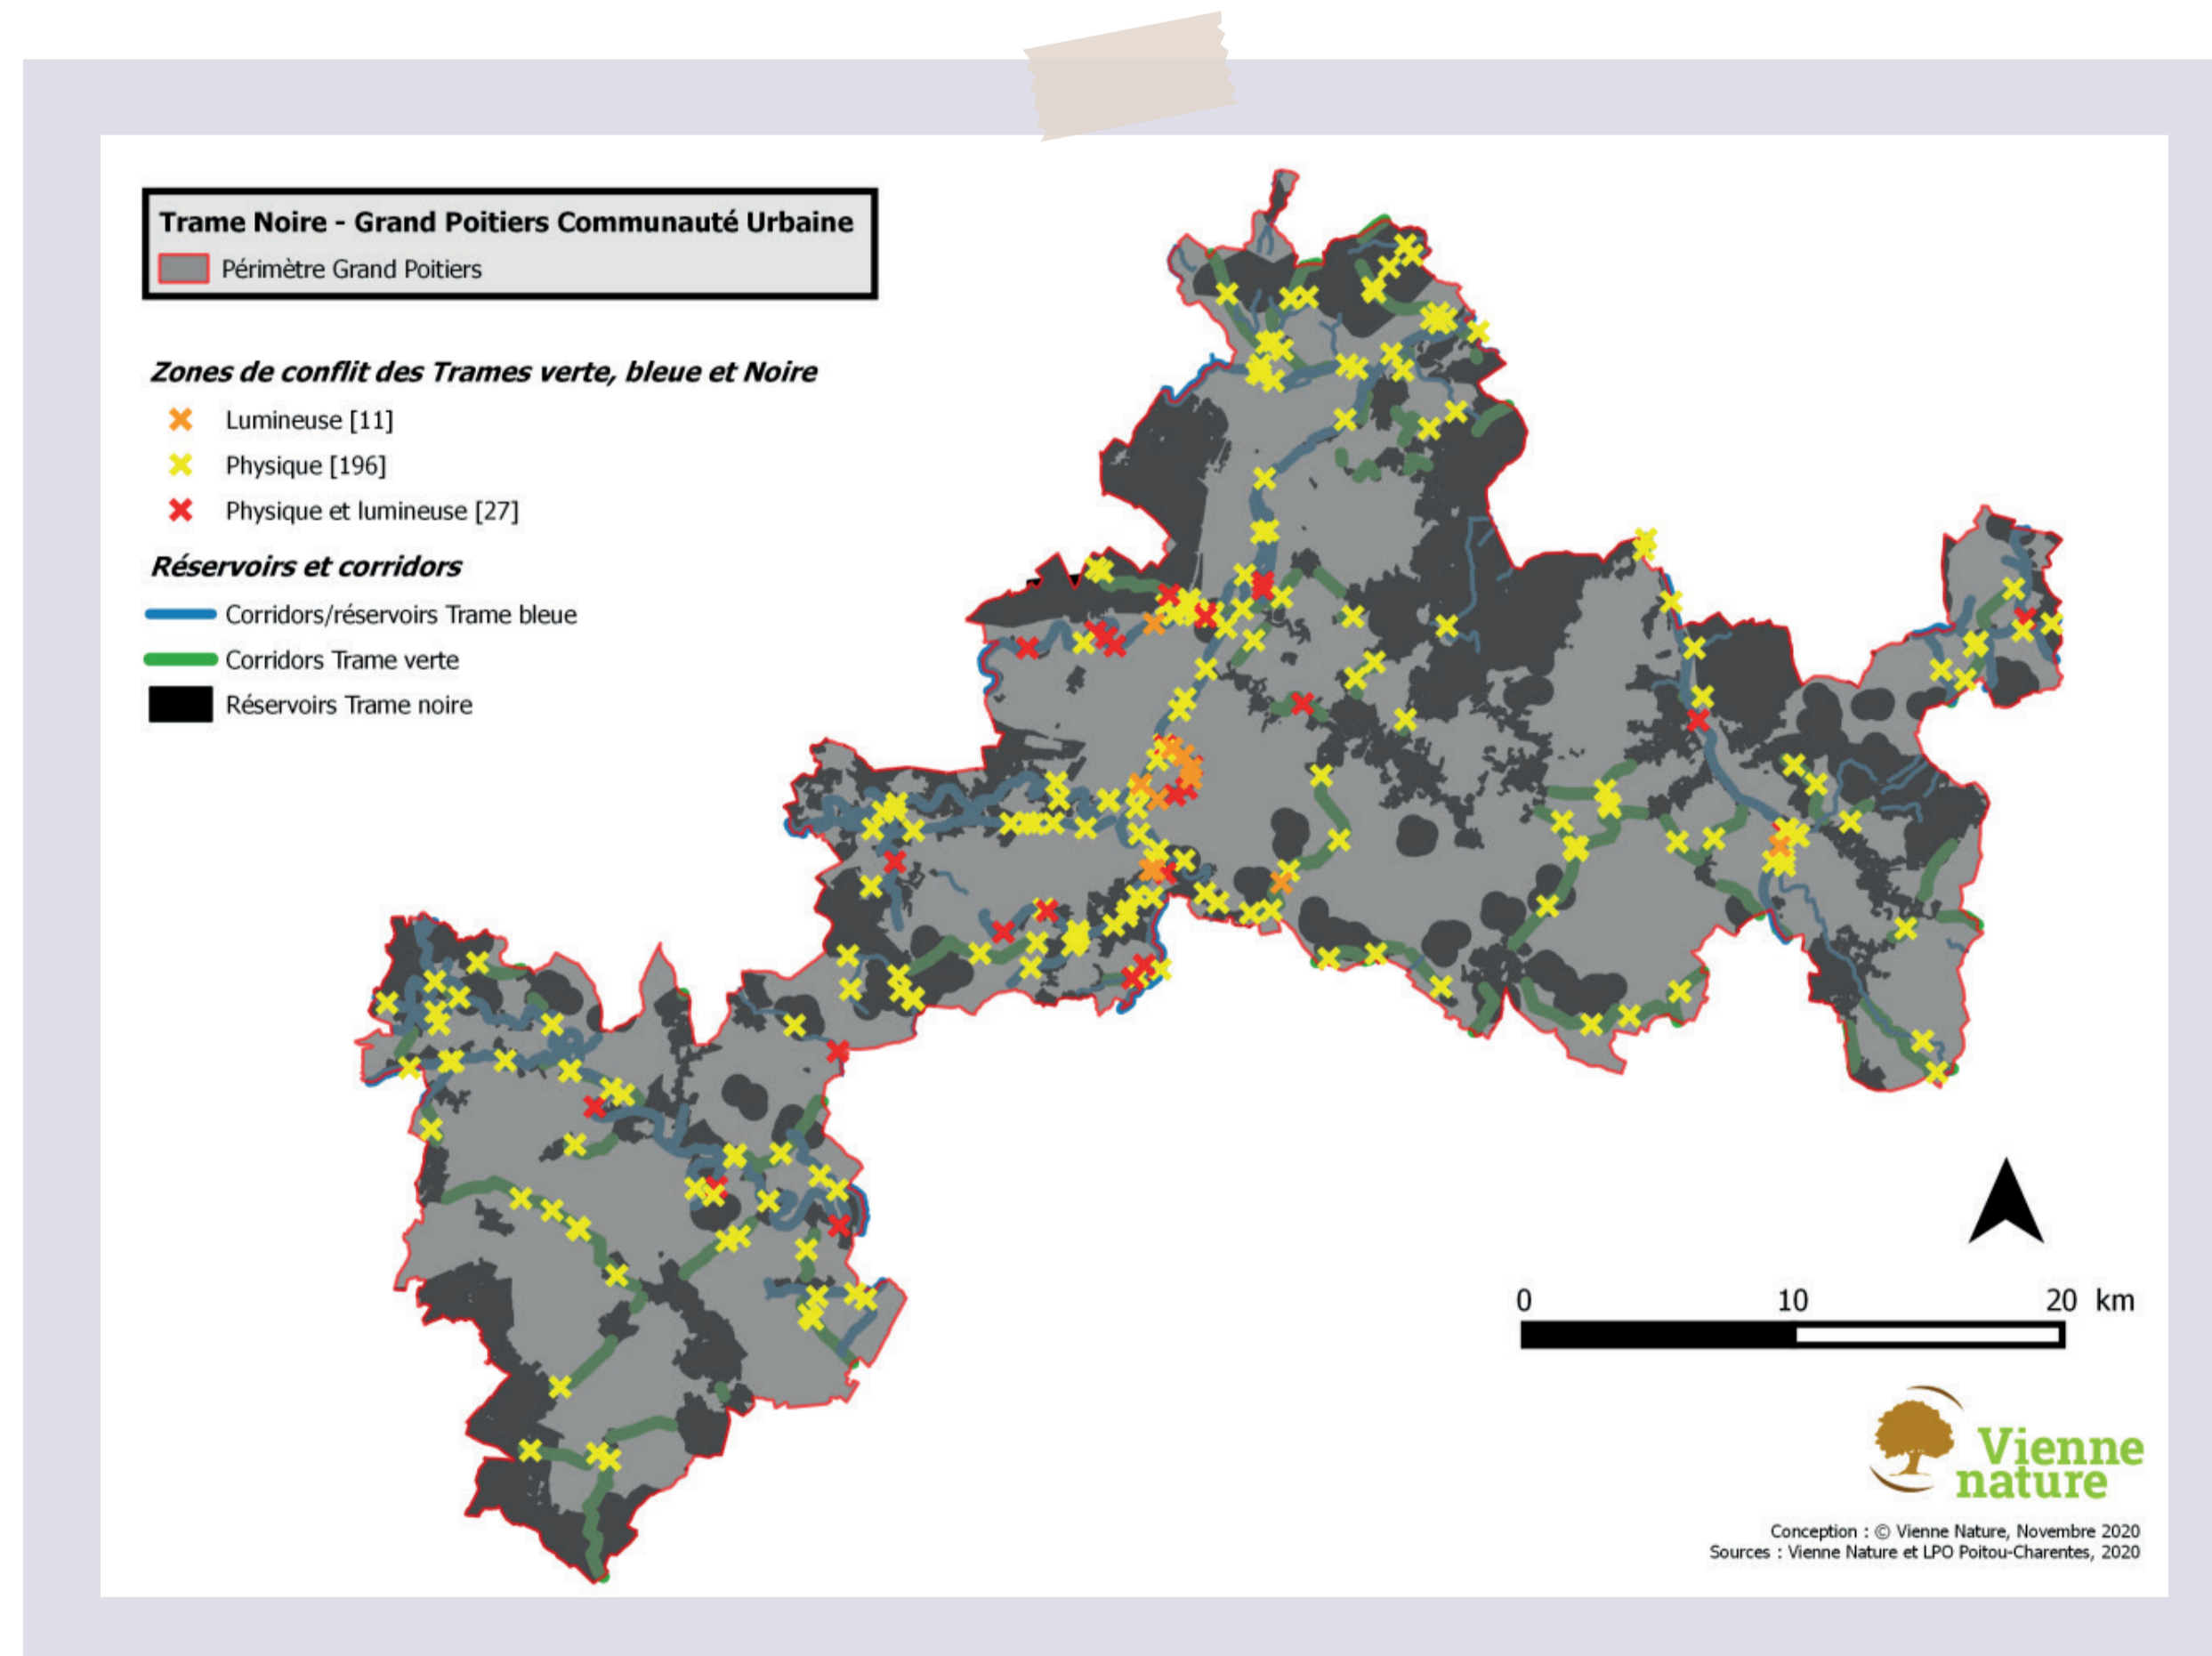 Trame Noire - Grand Poitiers Communauté Urbaine
Périmètre Grand Poitiers
Zones de conflit des Trames verte, bleue et Noire
Lumineuse [11]
Physique [196]
Physique et lumineuse [27]
Réservoirs et corridors
Corridors/réservoirs Trame bleue
Corridors Trame verte
Réservoirs Trame noire
0 10 20 km
Vienne
nature
Conception : © Vienne Nature, Novembre 2020
Sources : Vienne Nature et LPO Poitou-Charentes, 2020